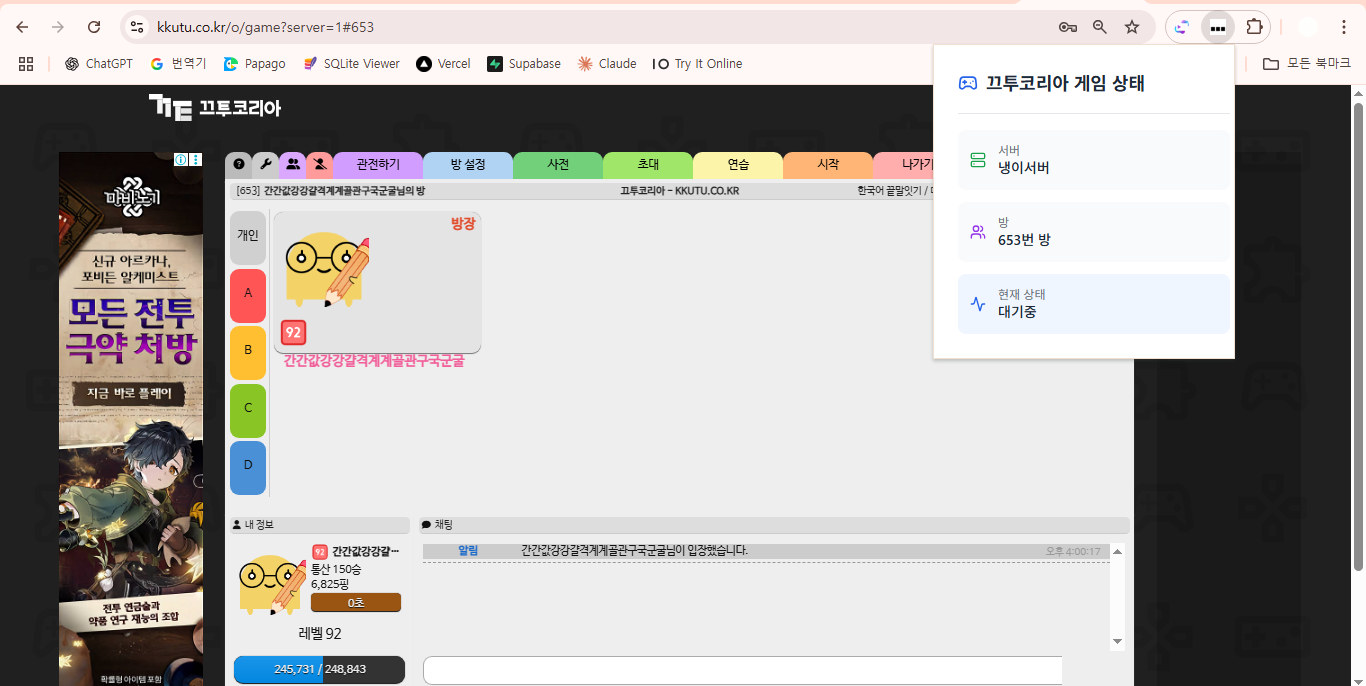 kkutu.co.kr/o/game?server=1#653
ChatGPT
번역기
Papago
SQLite Viewer
Vercel
Supabase
Claude
Try It Online
모든 북마크
끄투코리아
끄투코리아 게임 상태
서버
냉이서버
방
653번 방
현재 상태
대기중
관전하기
방 설정
사전
초대
연습
시작
나가기
[653] 간간값강강걀격계계골관구국군굴님의 방
끄투코리아 - KKUTU.CO.KR
한국어 끝말잇기 /
개인
A
B
C
D
방장
92
간간값강강걀격계계골관구국군굴
마비노기
신규 아르카나,
포비든 알케미스트
모든 전투
극약 처방
지금 바로 플레이
전투 연금술과
약품 연구 재능의 조합
확률형 아이템 포함
내 정보
92 간간값강강걀…
통산 150승
6,825핑
0초
레벨 92
245,731 / 248,843
채팅
알림
간간값강강걀격계계골관구국군굴님이 입장했습니다.
오후 4:00:17